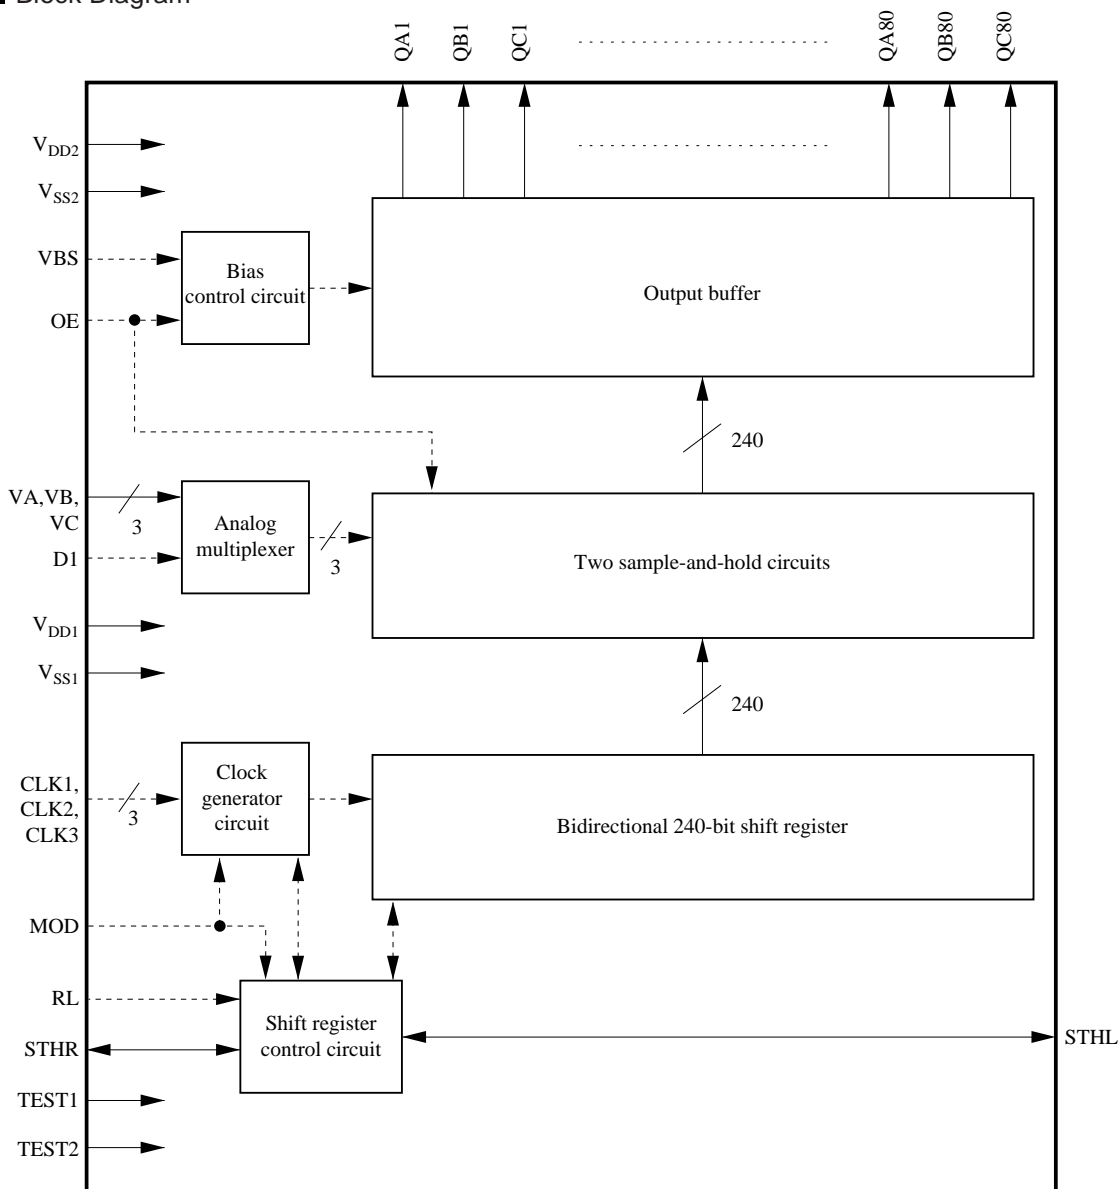 Block Diagram
QA1
QB1
QC1
QA80
QB80
QC80
VDD2
VSS2
VBS
OE
Bias
control circuit
Output buffer
240
VA,VB,
VC
3
D1
Analog
multiplexer
3
Two sample-and-hold circuits
VDD1
VSS1
240
CLK1,
CLK2,
CLK3
3
Clock
generator
circuit
Bidirectional 240-bit shift register
MOD
RL
STHR
Shift register
control circuit
STHL
TEST1
TEST2